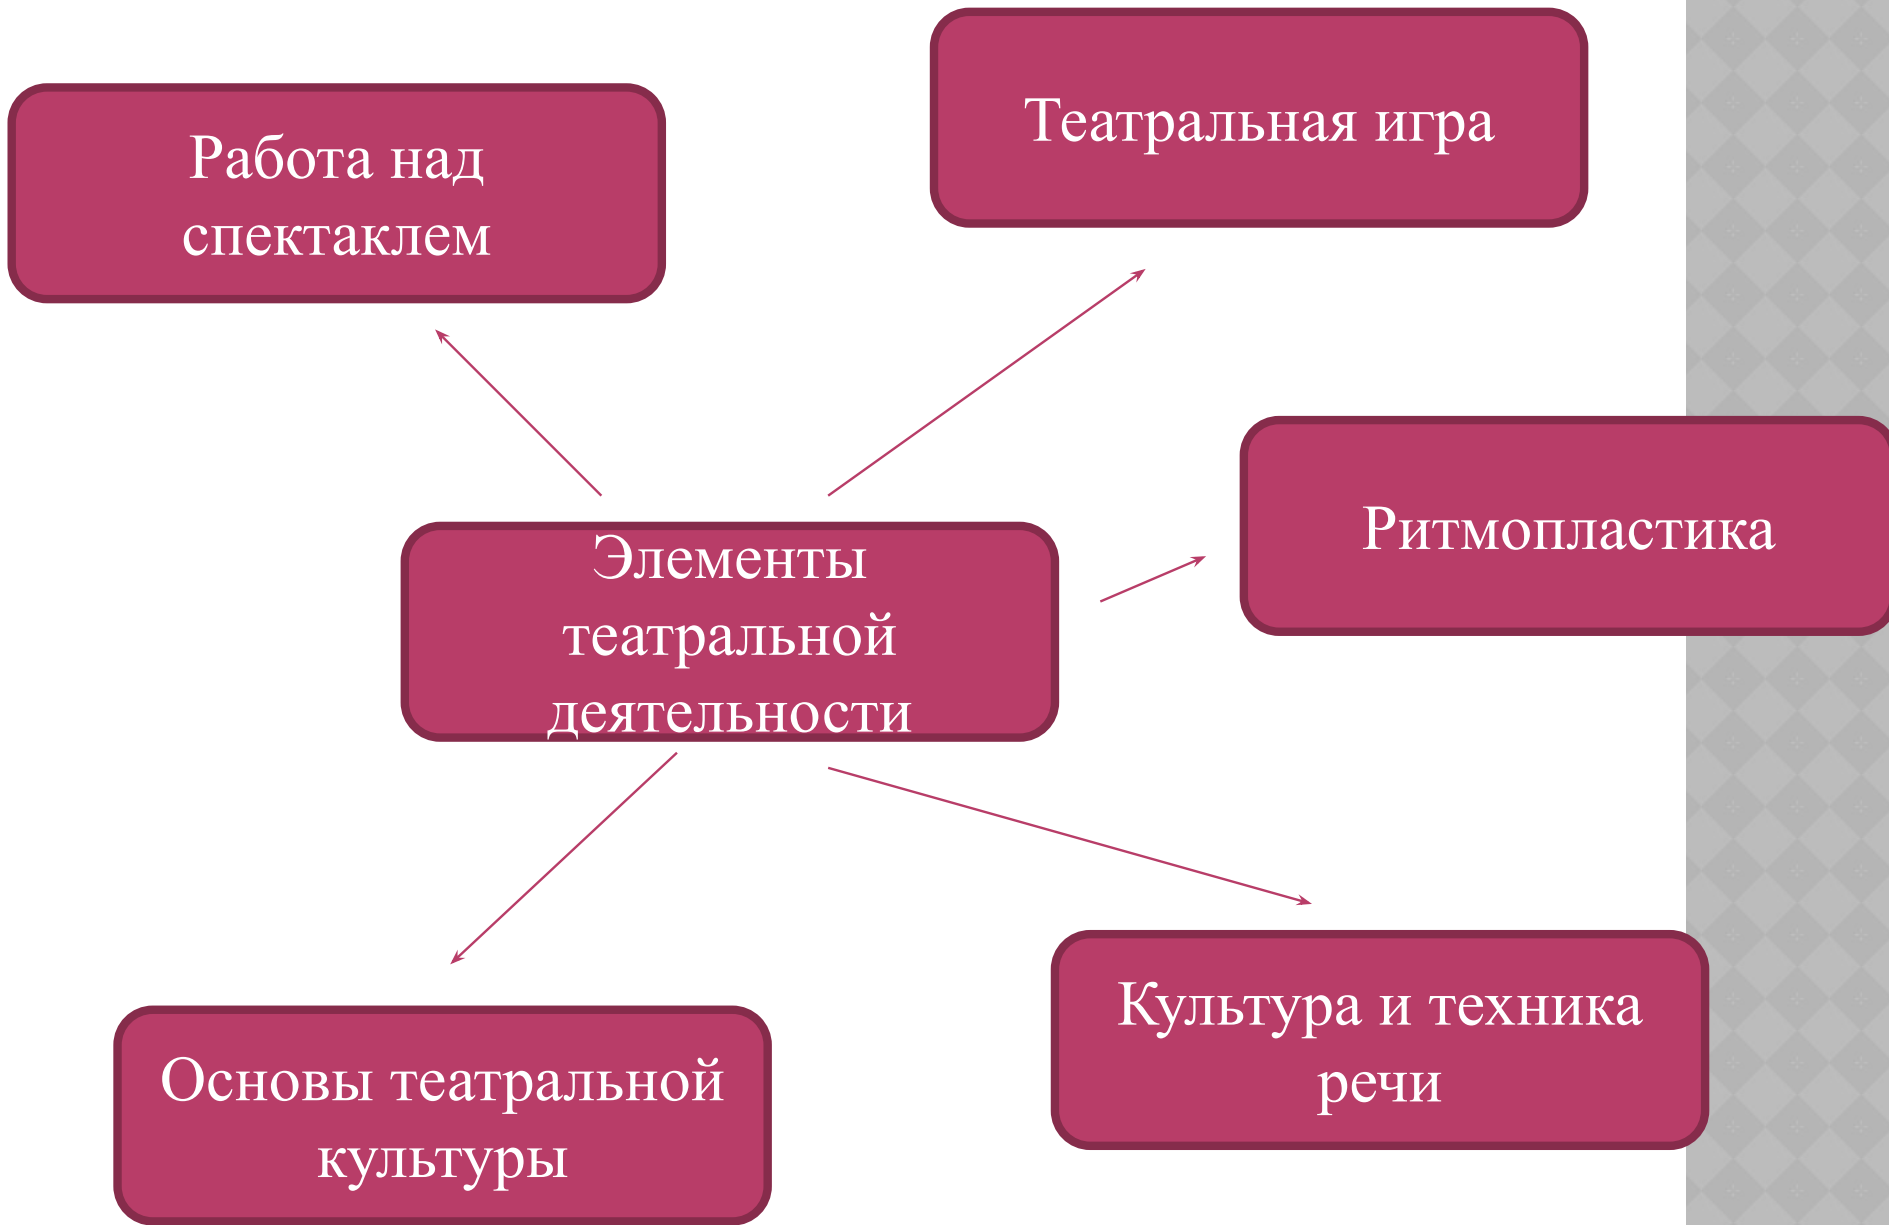 Театральная игра
Работа над
спектаклем
Ритмопластика
Элементы
театральной
деятельности
Культура и техника
речи
Основы театральной
культуры